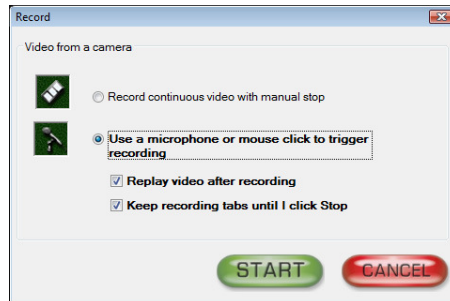 Record
Video from a camera
Record continuous video with manual stop
Use a microphone or mouse click to trigger
recording
Replay video after recording
Keep recording tabs until I click Stop
START
CANCEL